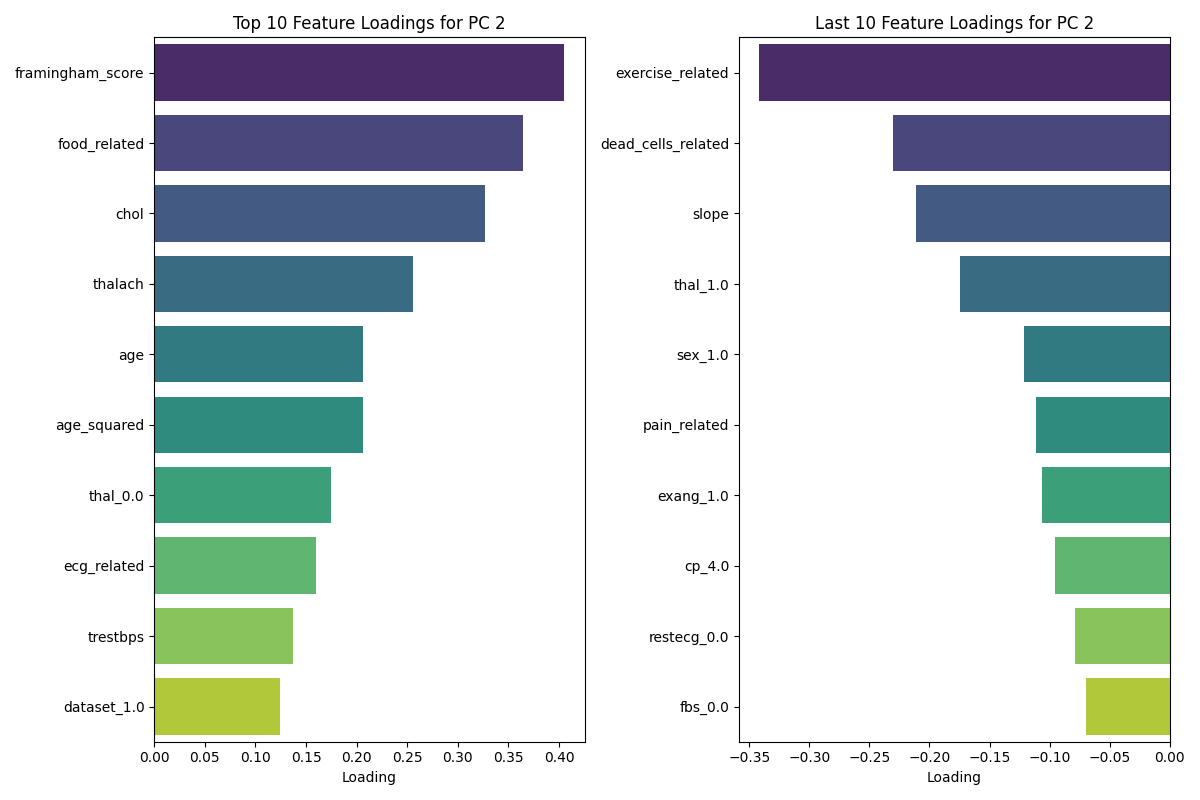 Top 10 Feature Loadings for PC 2
framingham_score
food_related
chol
thalach
age
age_squared
thal_0.0
ecg_related
trestbps
dataset_1.0
0.00 0.05 0.10 0.15 0.20 0.25 0.30 0.35 0.40
Loading
Last 10 Feature Loadings for PC 2
exercise_related
dead_cells_related
slope
thal_1.0
sex_1.0
pain_related
exang_1.0
cp_4.0
restecg_0.0
fbs_0.0
−0.35 −0.30 −0.25 −0.20 −0.15 −0.10 −0.05 0.00
Loading